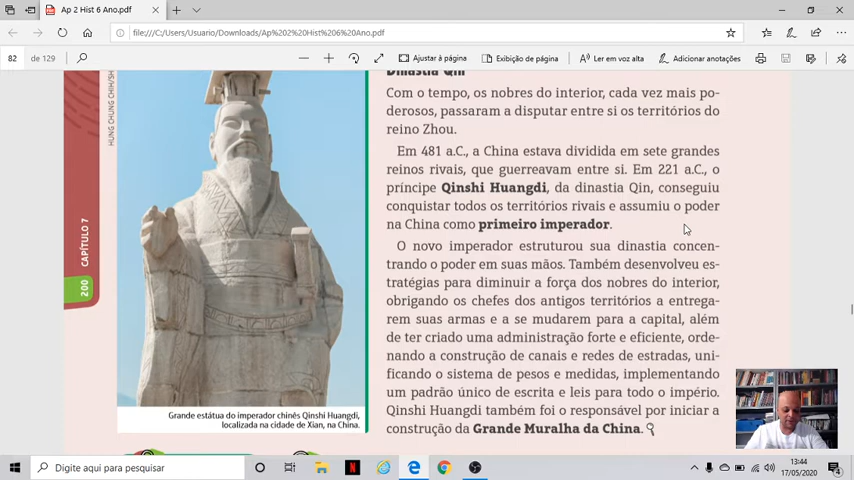 Ap 2 Hist 6 Ano.pdf
file:///C:/Users/Usuario/Downloads/Ap%202%20Hist%206%20Ano.pdf
82 de 129
Ajustar à página
Exibição de página
Ler em voz alta
Adicionar anotações
HUNG CHUNG CHIH/SH
CAPÍTULO 7
200
Dinastia Qin
Com o tempo, os nobres do interior, cada vez mais po-
derosos, passaram a disputar entre si os territórios do
reino Zhou.
Em 481 a.C., a China estava dividida em sete grandes
reinos rivais, que guerreavam entre si. Em 221 a.C., o
príncipe Qinshi Huangdi, da dinastia Qin, conseguiu
conquistar todos os territórios rivais e assumiu o poder
na China como primeiro imperador.
O novo imperador estruturou sua dinastia concen-
trando o poder em suas mãos. Também desenvolveu es-
tratégias para diminuir a força dos nobres do interior,
obrigando os chefes dos antigos territórios a entrega-
rem suas armas e a se mudarem para a capital, além
de ter criado uma administração forte e eficiente, orde-
nando a construção de canais e redes de estradas, uni-
ficando o sistema de pesos e medidas, implementando
um padrão único de escrita e leis para todo o império.
Qinshi Huangdi também foi o responsável por iniciar a
construção da Grande Muralha da China.
Grande estátua do imperador chinês Qinshi Huangdi,
localizada na cidade de Xian, na China.
Digite aqui para pesquisar
13:44
17/05/2020